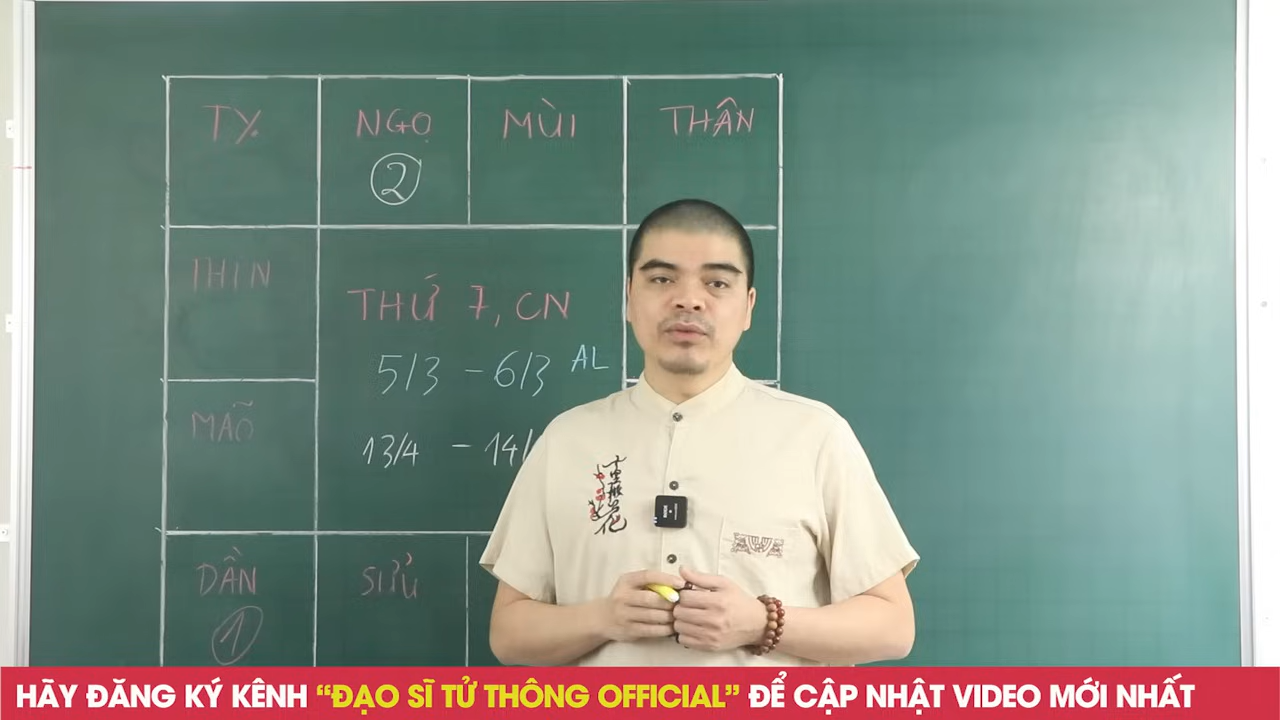 TỴ
NGỌ
MÙI
THÂN
②
THÌN
THỨ 7, CN
5/3 – 6/3 AL
MÃO
13/4 – 14/
DẦN
SỬU
①
HÃY ĐĂNG KÝ KÊNH “ĐẠO SĨ TỬ THÔNG OFFICIAL” ĐỂ CẬP NHẬT VIDEO MỚI NHẤT